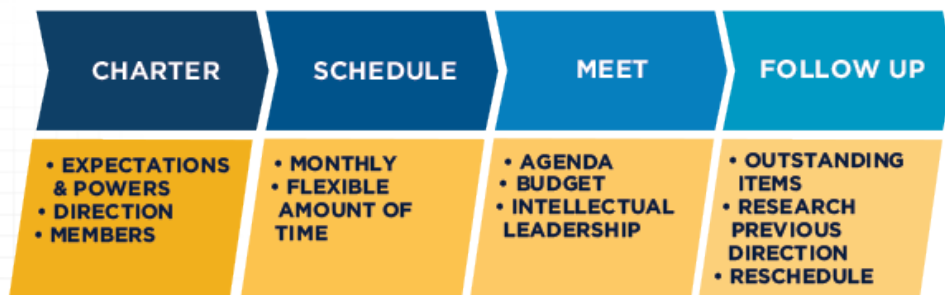 CHARTER
• EXPECTATIONS
& POWERS
• DIRECTION
• MEMBERS
SCHEDULE
• MONTHLY
• FLEXIBLE
AMOUNT OF
TIME
MEET
• AGENDA
• BUDGET
• INTELLECTUAL
LEADERSHIP
FOLLOW UP
• OUTSTANDING
ITEMS
• RESEARCH
PREVIOUS
DIRECTION
• RESCHEDULE